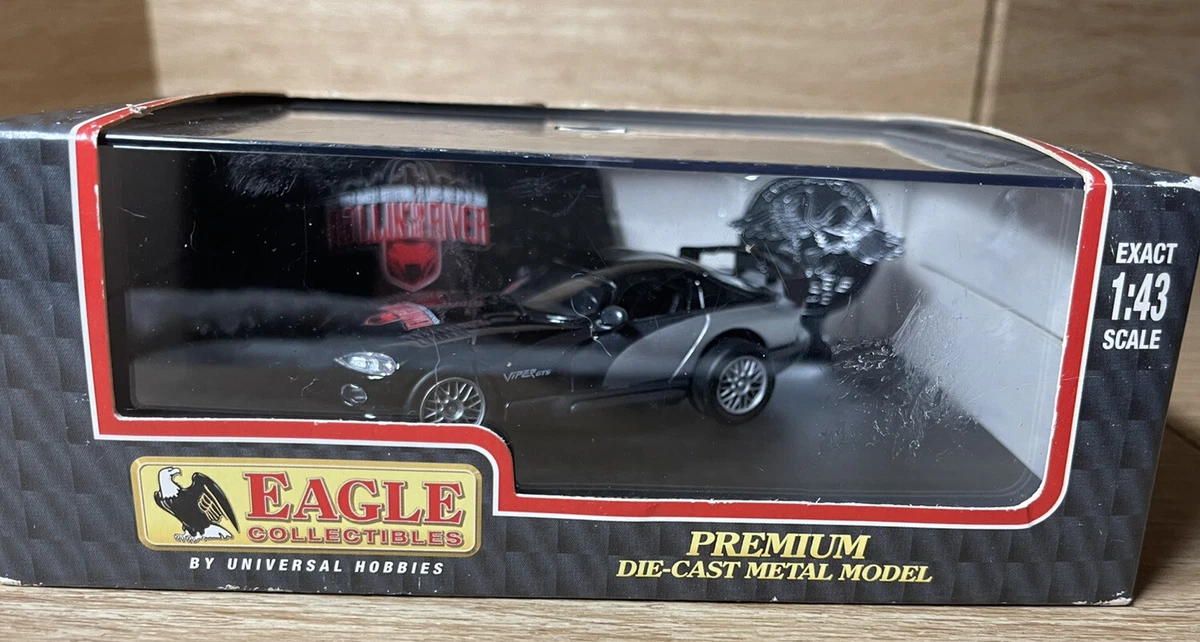 EXACT
1:43
SCALE
VIPER GTS
EAGLE
COLLECTIBLES
BY UNIVERSAL HOBBIES
PREMIUM
DIE-CAST METAL MODEL